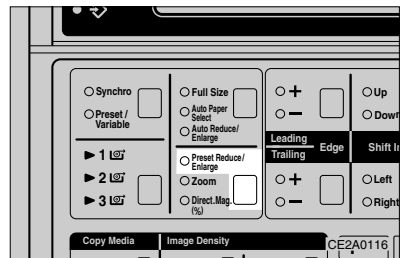 Synchro
Preset /
Variable
1
2
3
Full Size
Auto Paper
Select
Auto Reduce/
Enlarge
Preset Reduce/
Enlarge
Zoom
Direct.Mag.
(%)
+
−
Leading
Trailing
Edge
+
−
Up
Down
Shift
Left
Right
Copy Media
Image Density
CE2A0116